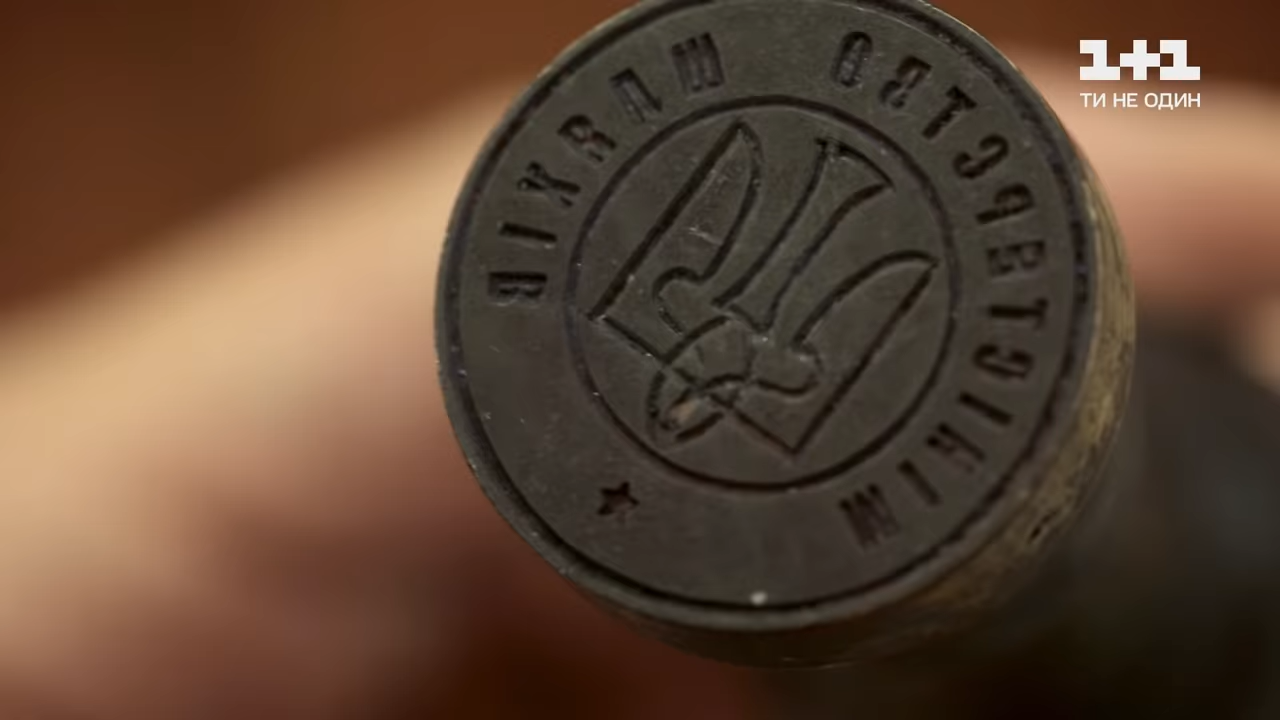 1+1
ТИ НЕ ОДИН
МІНІСТЕРСТВО ШЛЯХІВ